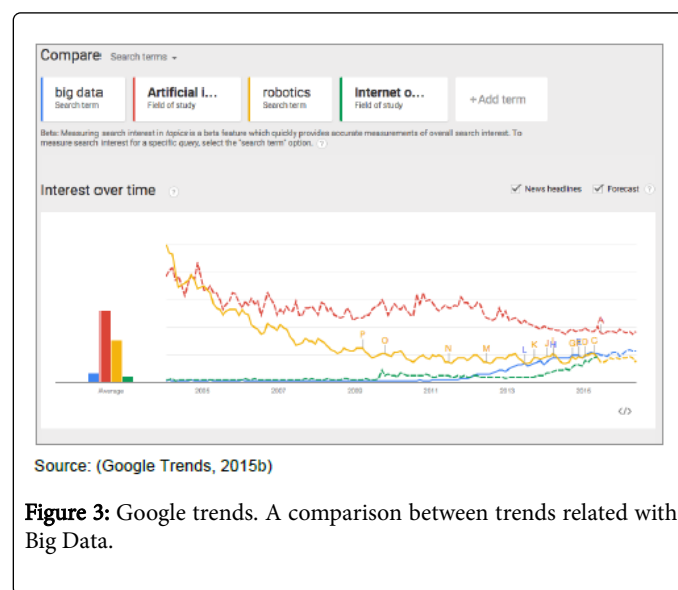 Compare Search terms
big data
Search term
Artificial i...
Field of study
robotics
Search term
Internet o...
Field of study
+Add term
Beta: Measuring search interest in topics is a beta feature which quickly provides accurate measurements of overall search interest. To
measure search interest for a specific query, select the "search term" option. ?
Interest over time ?
News headlines Forecast ?
P O N M L K J H G E D C A
Average 2005 2007 2009 2011 2013 2015
</>
Source: (Google Trends, 2015b)
Figure 3: Google trends. A comparison between trends related with
Big Data.